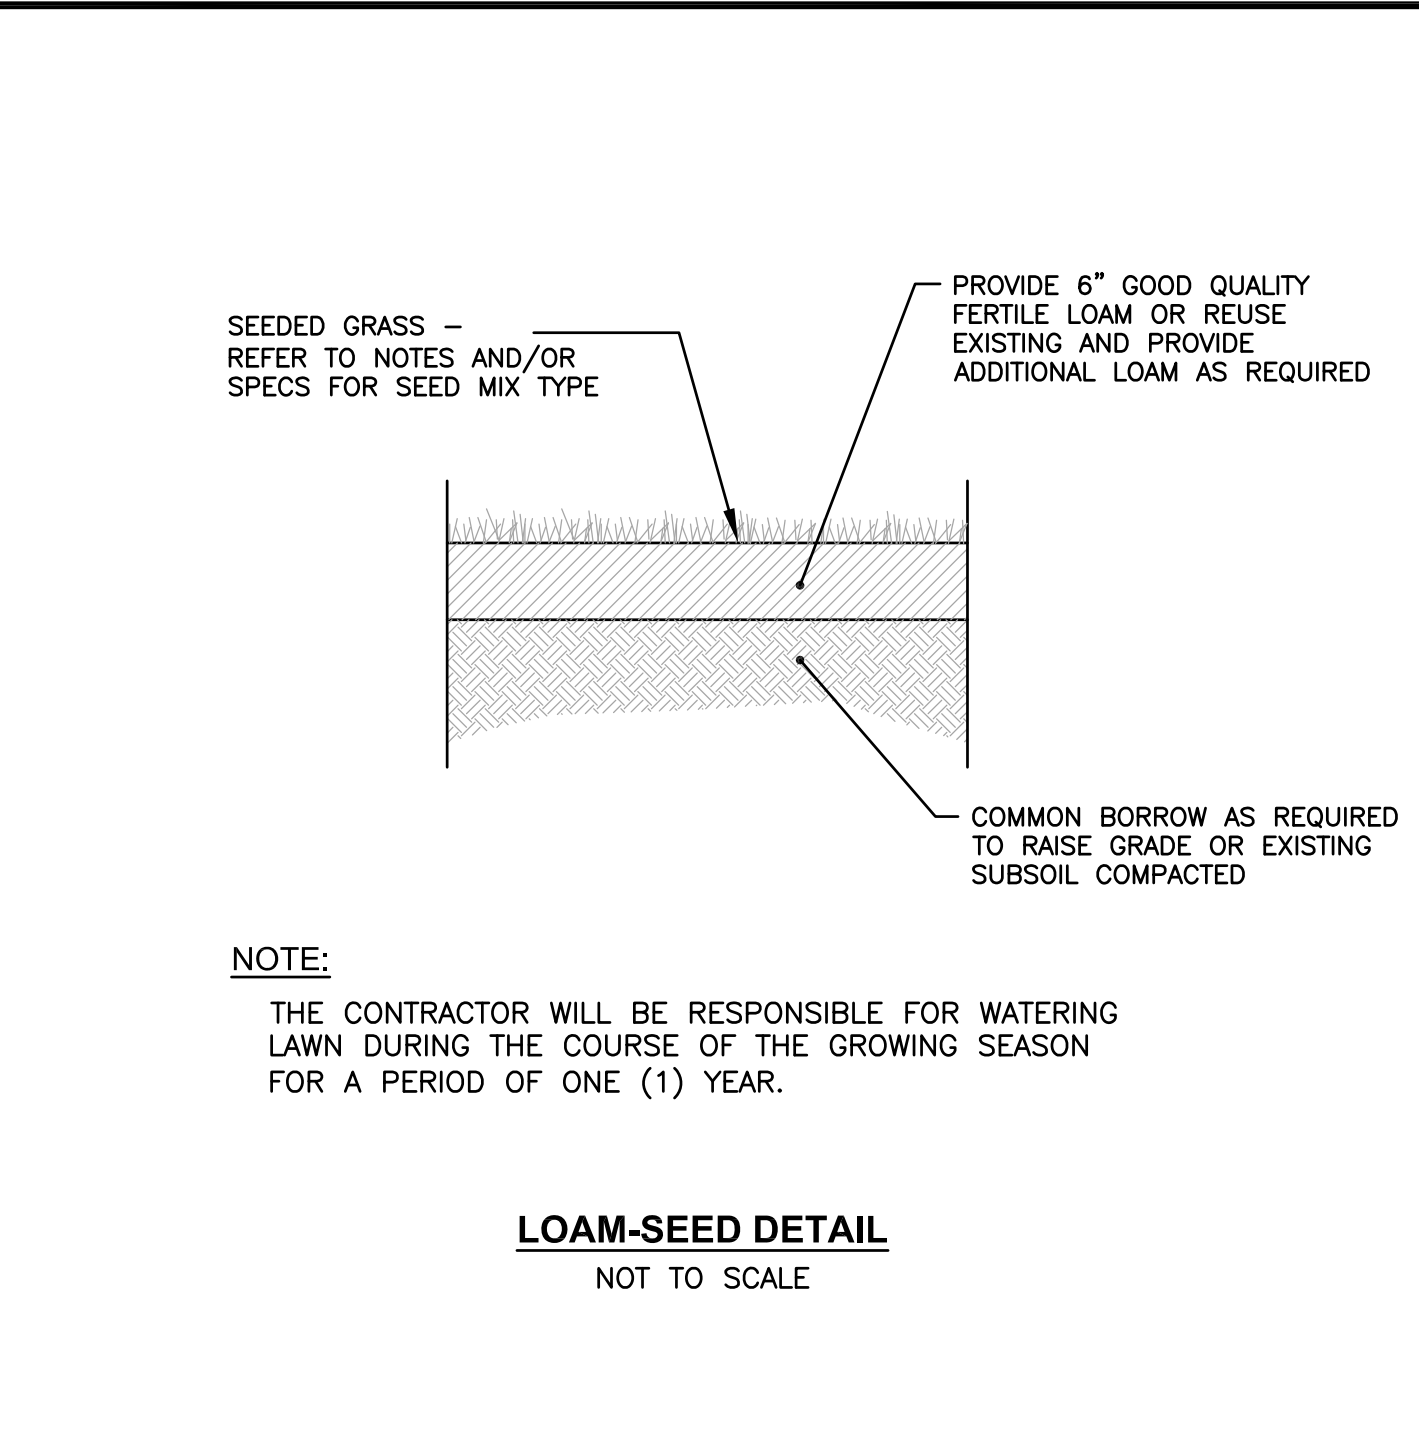 SEEDED GRASS –
REFER TO NOTES AND/OR
SPECS FOR SEED MIX TYPE
PROVIDE 6" GOOD QUALITY
FERTILE LOAM OR REUSE
EXISTING AND PROVIDE
ADDITIONAL LOAM AS REQUIRED
COMMON BORROW AS REQUIRED
TO RAISE GRADE OR EXISTING
SUBSOIL COMPACTED
NOTE:
THE CONTRACTOR WILL BE RESPONSIBLE FOR WATERING
LAWN DURING THE COURSE OF THE GROWING SEASON
FOR A PERIOD OF ONE (1) YEAR.
LOAM-SEED DETAIL
NOT TO SCALE